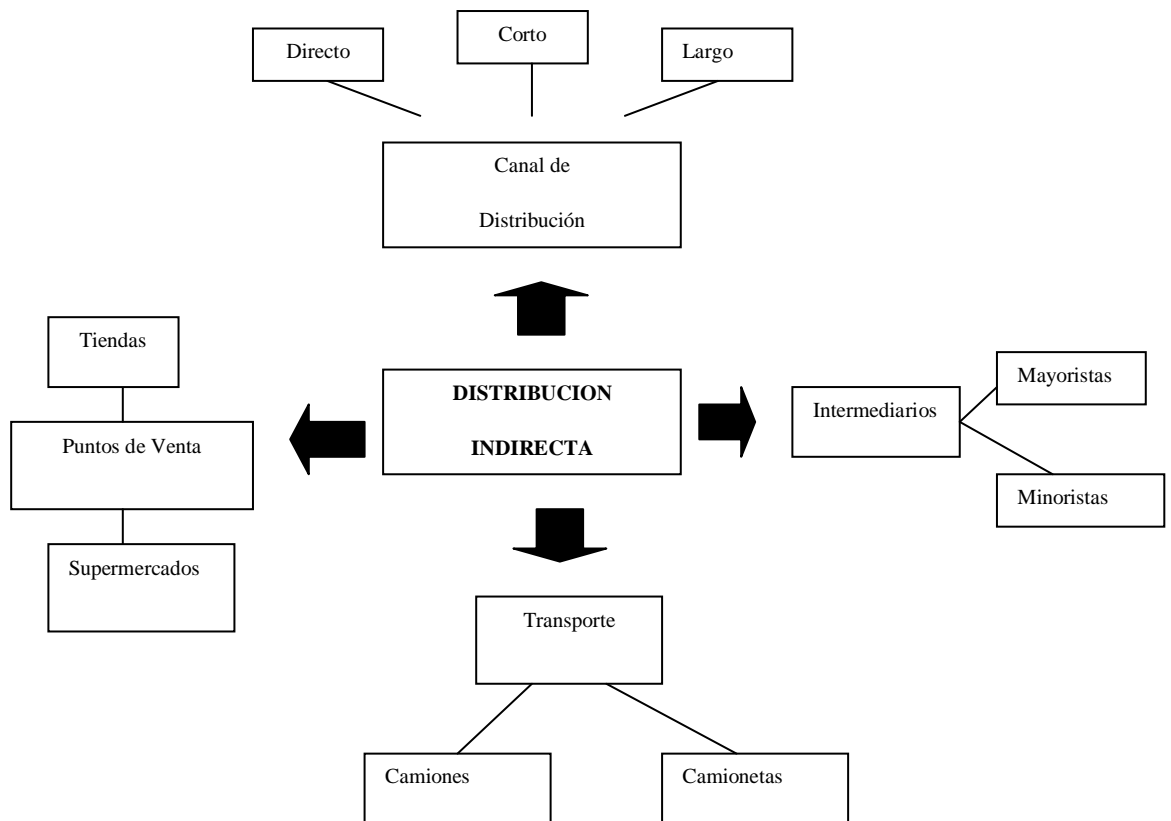 Corto
Directo
Largo
Canal de
Distribución
Tiendas
Puntos de Venta
Supermercados
DISTRIBUCION
INDIRECTA
Intermediarios
Mayoristas
Minoristas
Transporte
Camiones
Camionetas